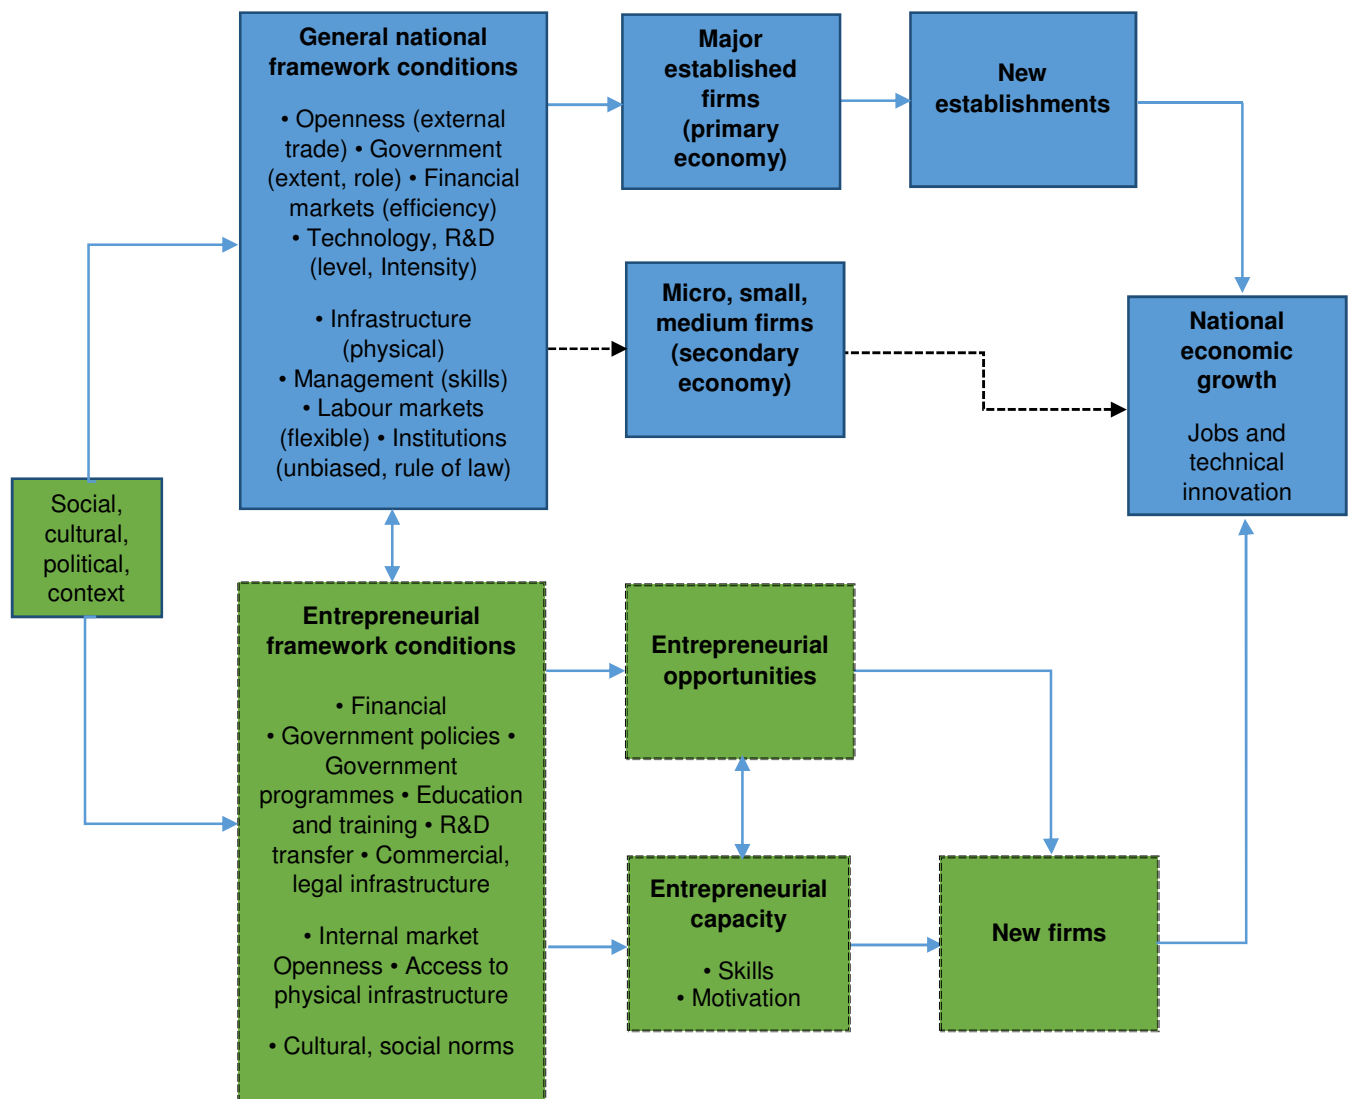 General national
framework conditions
• Openness (external
trade) • Government
(extent, role) • Financial
markets (efficiency)
• Technology, R&D
(level, Intensity)
• Infrastructure
(physical)
• Management (skills)
• Labour markets
(flexible) • Institutions
(unbiased, rule of law)
Major
established
firms
(primary
economy)
New
establishments
Micro, small,
medium firms
(secondary
economy)
National
economic
growth
Jobs and
technical
innovation
Social,
cultural,
political,
context
Entrepreneurial
framework conditions
• Financial
• Government policies •
Government
programmes • Education
and training • R&D
transfer • Commercial,
legal infrastructure
• Internal market
Openness • Access to
physical infrastructure
• Cultural, social norms
Entrepreneurial
opportunities
Entrepreneurial
capacity
• Skills
• Motivation
New firms